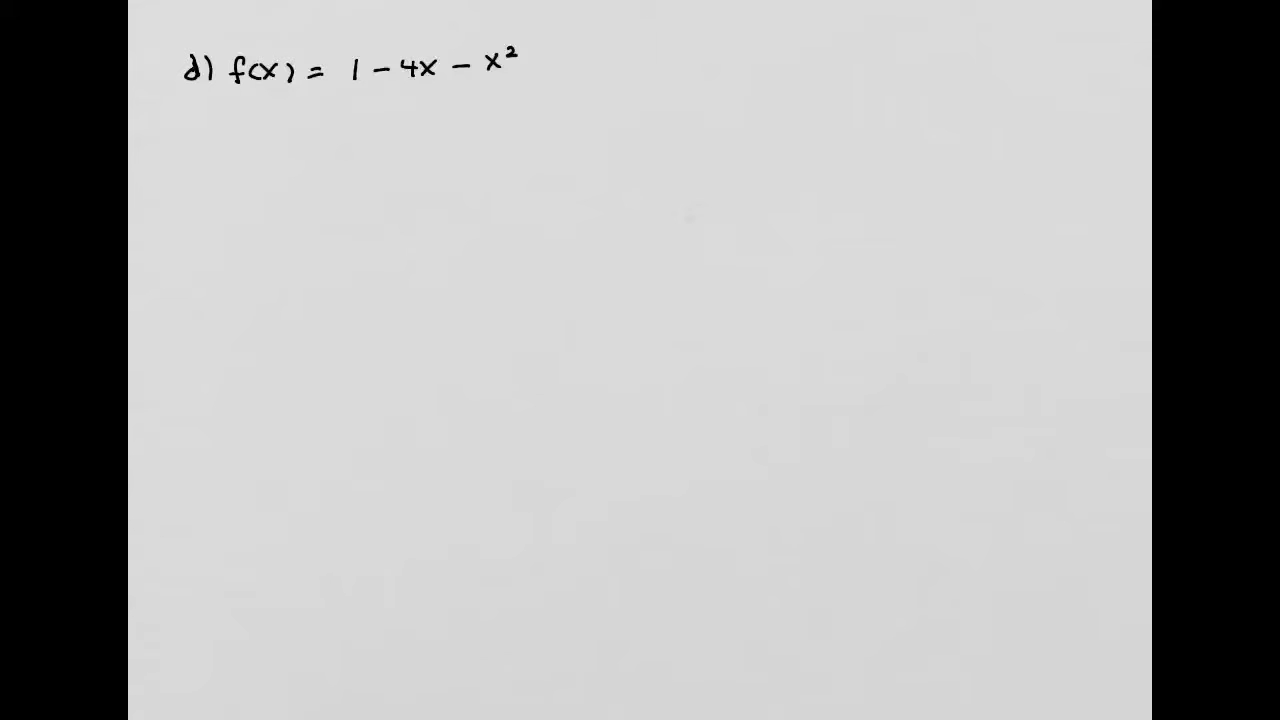 d) f(x) = 1 - 4x - x²